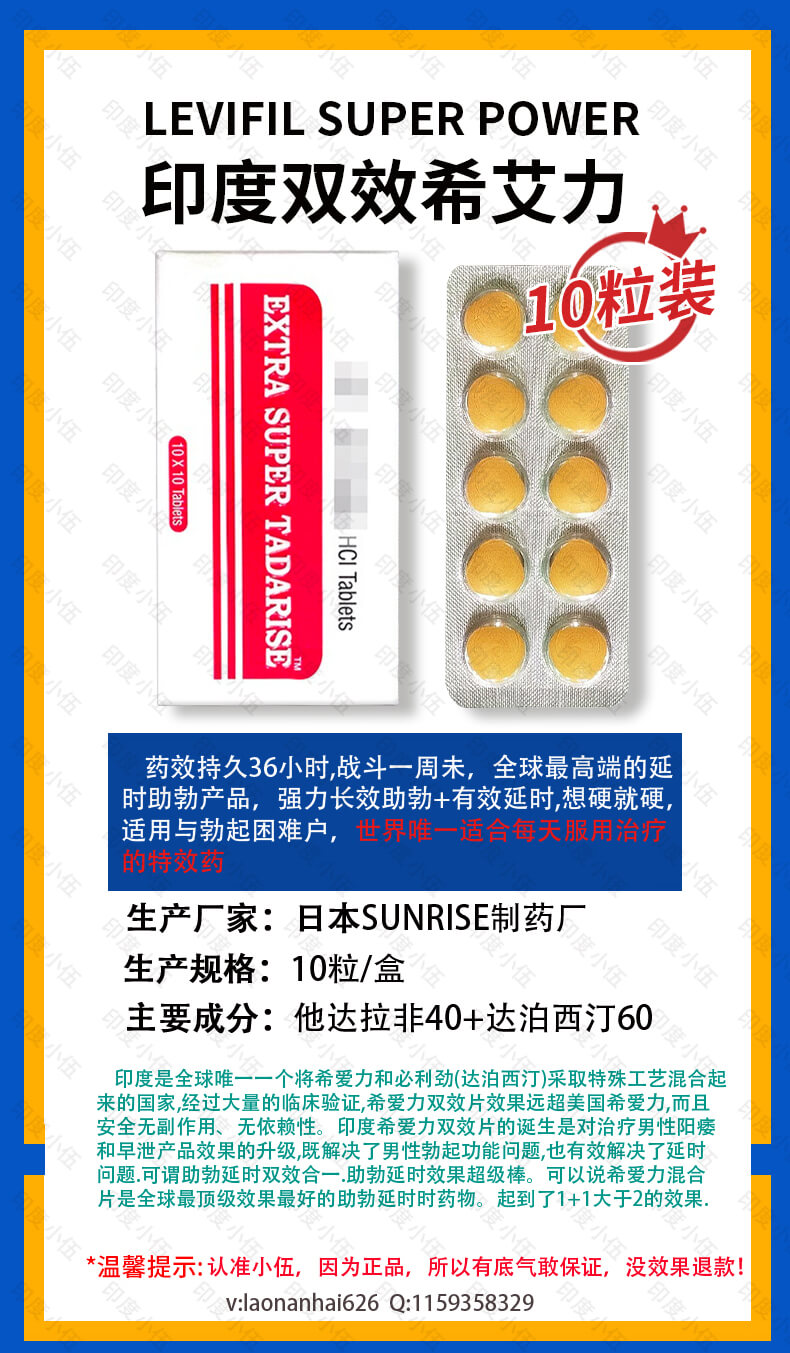 LEVIFIL SUPER POWER
印度双效希艾力
10粒装
EXTRA SUPER TADARISE™
10 X 10 Tablets
HCl Tablets
药效持久36小时,战斗一周未，全球最高端的延
时助勃产品，强力长效助勃+有效延时,想硬就硬，
适用与勃起困难户，世界唯一适合每天服用治疗
的特效药
生产厂家：日本SUNRISE制药厂
生产规格：10粒/盒
主要成分：他达拉非40+达泊西汀60
印度是全球唯一一个将希爱力和必利劲(达泊西汀)采取特殊工艺混合起
来的国家,经过大量的临床验证,希爱力双效片效果远超美国希爱力,而且
安全无副作用、无依赖性。印度希爱力双效片的诞生是对治疗男性阳痿
和早泄产品效果的升级,既解决了男性勃起功能问题,也有效解决了延时
问题.可谓助勃延时双效合一.助勃延时效果超级棒。可以说希爱力混合
片是全球最顶级效果最好的助勃延时时药物。起到了1+1大于2的效果.
*温馨提示:认准小伍，因为正品，所以有底气敢保证，没效果退款！
v:laonanhai626 Q:1159358329
印度小伍